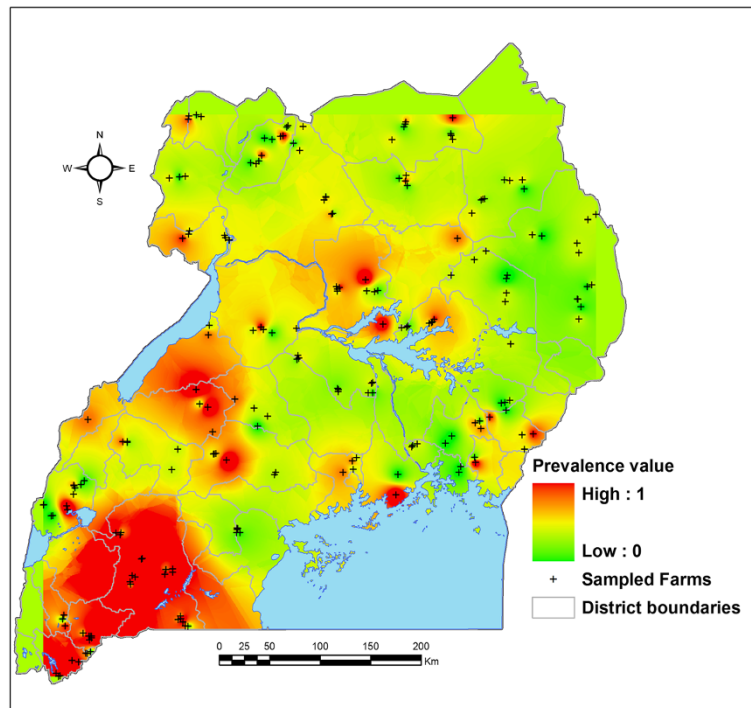 N
W E
S
Prevalence value
High : 1
Low : 0
+ Sampled Farms
District boundaries
0 25 50 100 150 200
Km